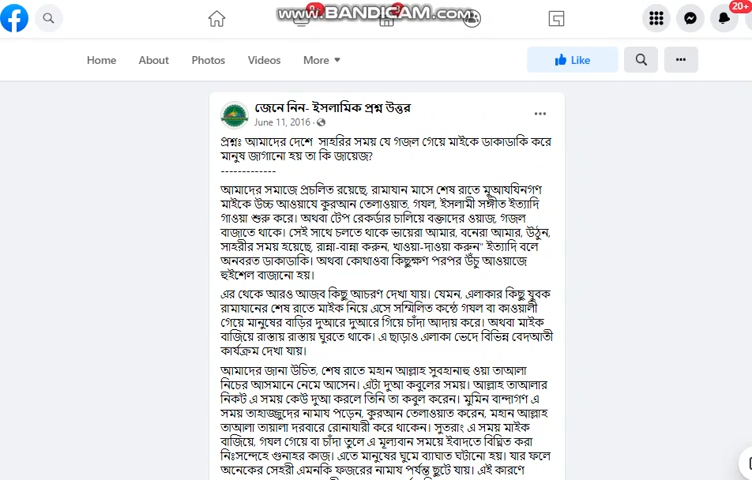 www.BANDICAM.com
20+
Home About Photos Videos More Like
জেনে নিন- ইসলামিক প্রশ্ন উত্তর
June 11, 2016
প্রশ্নঃ আমাদের দেশে সাহরির সময় যে গজল গেয়ে মাইকে ডাকাডাকি করে
মানুষ জাগানো হয় তা কি জায়েজ?
-------------
আমাদের সমাজে প্রচলিত রয়েছে, রামাযান মাসে শেষ রাতে মুআযযিনগণ
মাইকে উচ্চ আওয়াযে কুরআন তেলাওয়াত, গযল, ইসলামী সঙ্গীত ইত্যাদি
গাওয়া শুরু করে। অথবা টেপ রেকর্ডার চালিয়ে বক্তাদের ওয়াজ, গজল
বাজাতে থাকে। সেই সাথে চলতে থাকে ভায়েরা আমার, বনেরা আমার, উঠুন,
সাহরীর সময় হয়েছে, রান্না-বান্না করুন, খাওয়া-দাওয়া করুন" ইত্যাদি বলে
অনবরত ডাকাডাকি। অথবা কোথাওবা কিছুক্ষণ পরপর উঁচু আওয়াজে
হুইশেল বাজানো হয়।
এর থেকে আরও আজব কিছু আচরণ দেখা যায়। যেমন, এলাকার কিছু যুবক
রামাযানের শেষ রাতে মাইক নিয়ে এসে সম্মিলিত কন্ঠে গযল বা কাওয়ালী
গেয়ে মানুষের বাড়ির দুআরে দুআরে গিয়ে চাঁদা আদায় করে। অথবা মাইক
বাজিয়ে রাস্তায় রাস্তায় ঘুরতে থাকে। এ ছাড়াও এলাকা ভেদে বিভিন্ন বেদআতী
কার্যক্রম দেখা যায়।
আমাদের জানা উচিত, শেষ রাতে মহান আল্লাহ সুবহানাহু ওয়া তাআলা
নিচের আসমানে নেমে আসেন। এটা দুআ কবুলের সময়। আল্লাহ তাআলার
নিকট এ সময় কেউ দুআ করলে তিনি তা কবুল করেন। মুমিন বান্দাগণ এ
সময় তাহাজ্জুদের নামায পড়েন, কুরআন তেলাওয়াত করেন, মহান আল্লাহ
তাআলা তায়ালা দরবারে রোনাযারী করে থাকেন। সুতরাং এ সময় মাইক
বাজিয়ে, গযল গেয়ে বা চাঁদা তুলে এ মূল্যবান সময়ে ইবাদতে বিঘ্নিত করা
নিঃসন্দেহে গুনাহর কাজ। এতে মানুষের ঘুমে ব্যাঘাত ঘটানো হয়। যার ফলে
অনেকের সেহরী এমনকি ফজরের নামায পর্যন্ত ছুটে যায়। এই কারণে